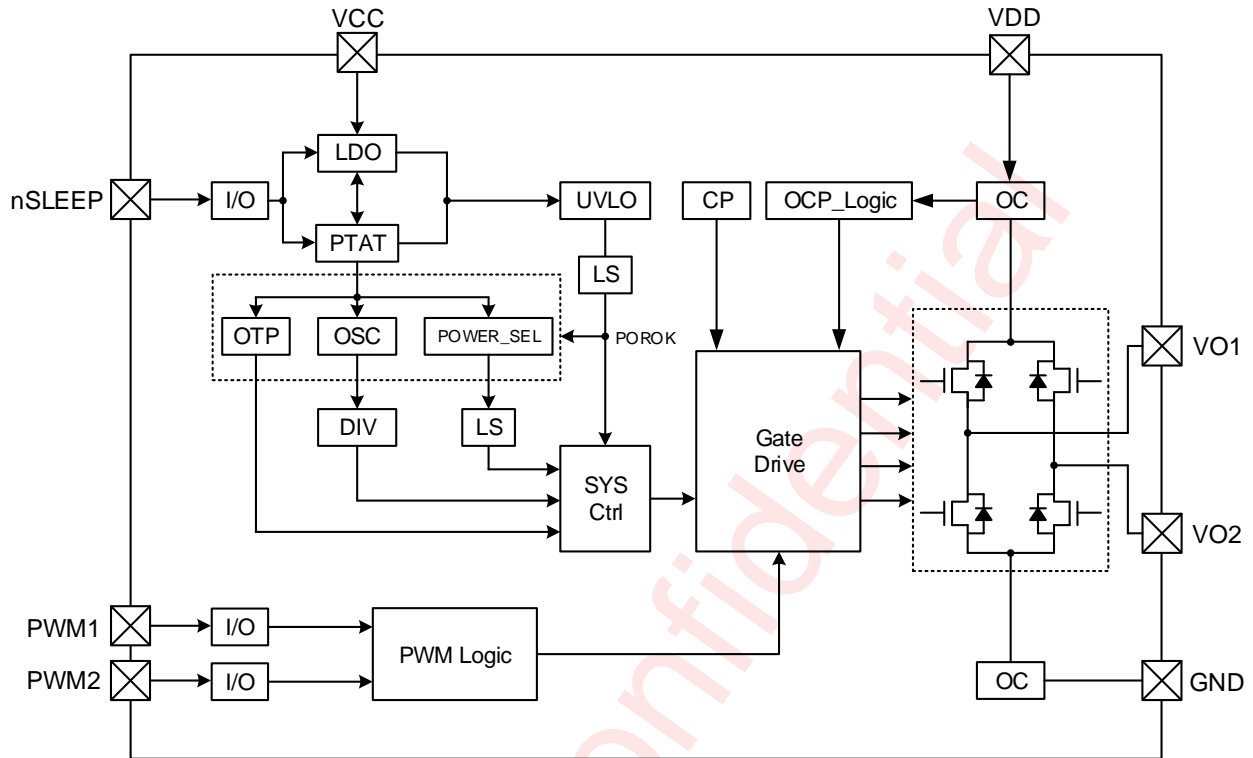 VCC
VDD
nSLEEP
I/O
LDO
PTAT
UVLO
CP
OCP_Logic
OC
LS
OTP
OSC
POWER_SEL
POROK
DIV
LS
SYS
Ctrl
Gate
Drive
VO1
VO2
PWM1
I/O
PWM2
I/O
PWM Logic
OC
GND
onfidential